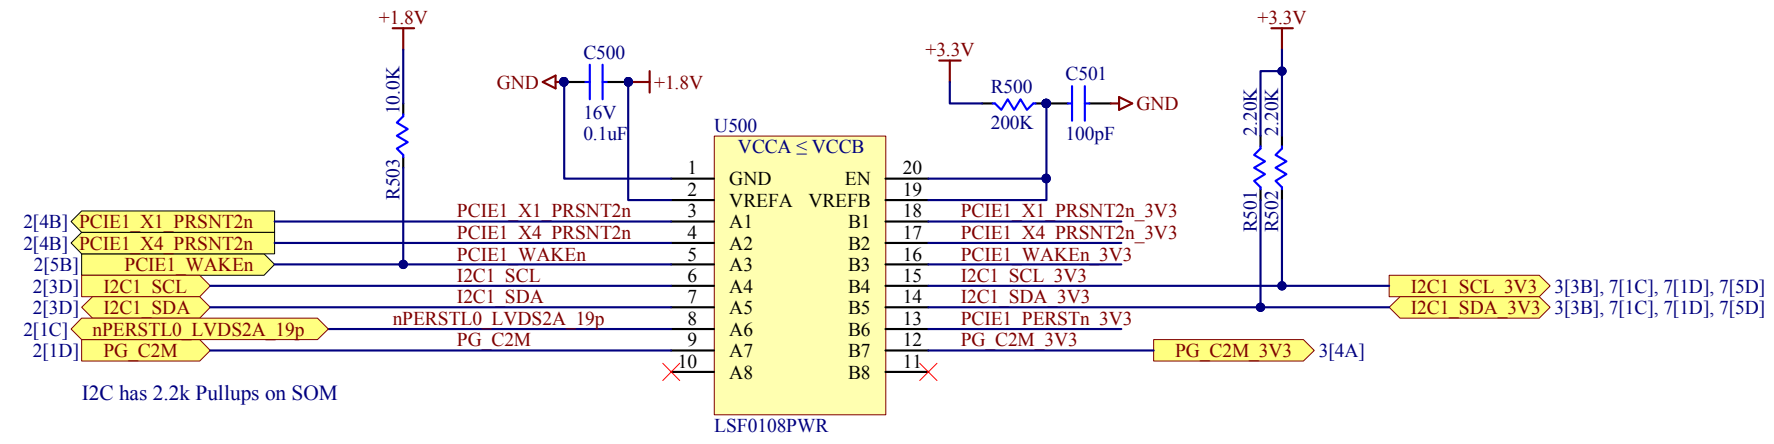 +1.8V
10.0K
R503
C500
GND
+1.8V
16V
0.1uF
+3.3V
R500
200K
C501
GND
100pF
+3.3V
2.20K
2.20K
R501
R502
U500
VCCA ≤ VCCB
1 GND EN 20
2 VREFA VREFB 19
2[4B] PCIE1_X1_PRSNT2n PCIE1_X1_PRSNT2n 3 A1 B1 18 PCIE1_X1_PRSNT2n_3V3
2[4B] PCIE1_X4_PRSNT2n PCIE1_X4_PRSNT2n 4 A2 B2 17 PCIE1_X4_PRSNT2n_3V3
2[5B] PCIE1_WAKEn PCIE1_WAKEn 5 A3 B3 16 PCIE1_WAKEn_3V3
2[3D] I2C1_SCL I2C1_SCL 6 A4 B4 15 I2C1_SCL_3V3 I2C1_SCL_3V3 3[3B], 7[1C], 7[1D], 7[5D]
2[3D] I2C1_SDA I2C1_SDA 7 A5 B5 14 I2C1_SDA_3V3 I2C1_SDA_3V3 3[3B], 7[1C], 7[1D], 7[5D]
2[1C] nPERSTL0_LVDS2A_19p nPERSTL0_LVDS2A_19p 8 A6 B6 13 PCIE1_PERSTn_3V3
2[1D] PG_C2M PG_C2M 9 A7 B7 12 PG_C2M_3V3 PG_C2M_3V3 3[4A]
10 A8 B8 11
I2C has 2.2k Pullups on SOM
LSF0108PWR